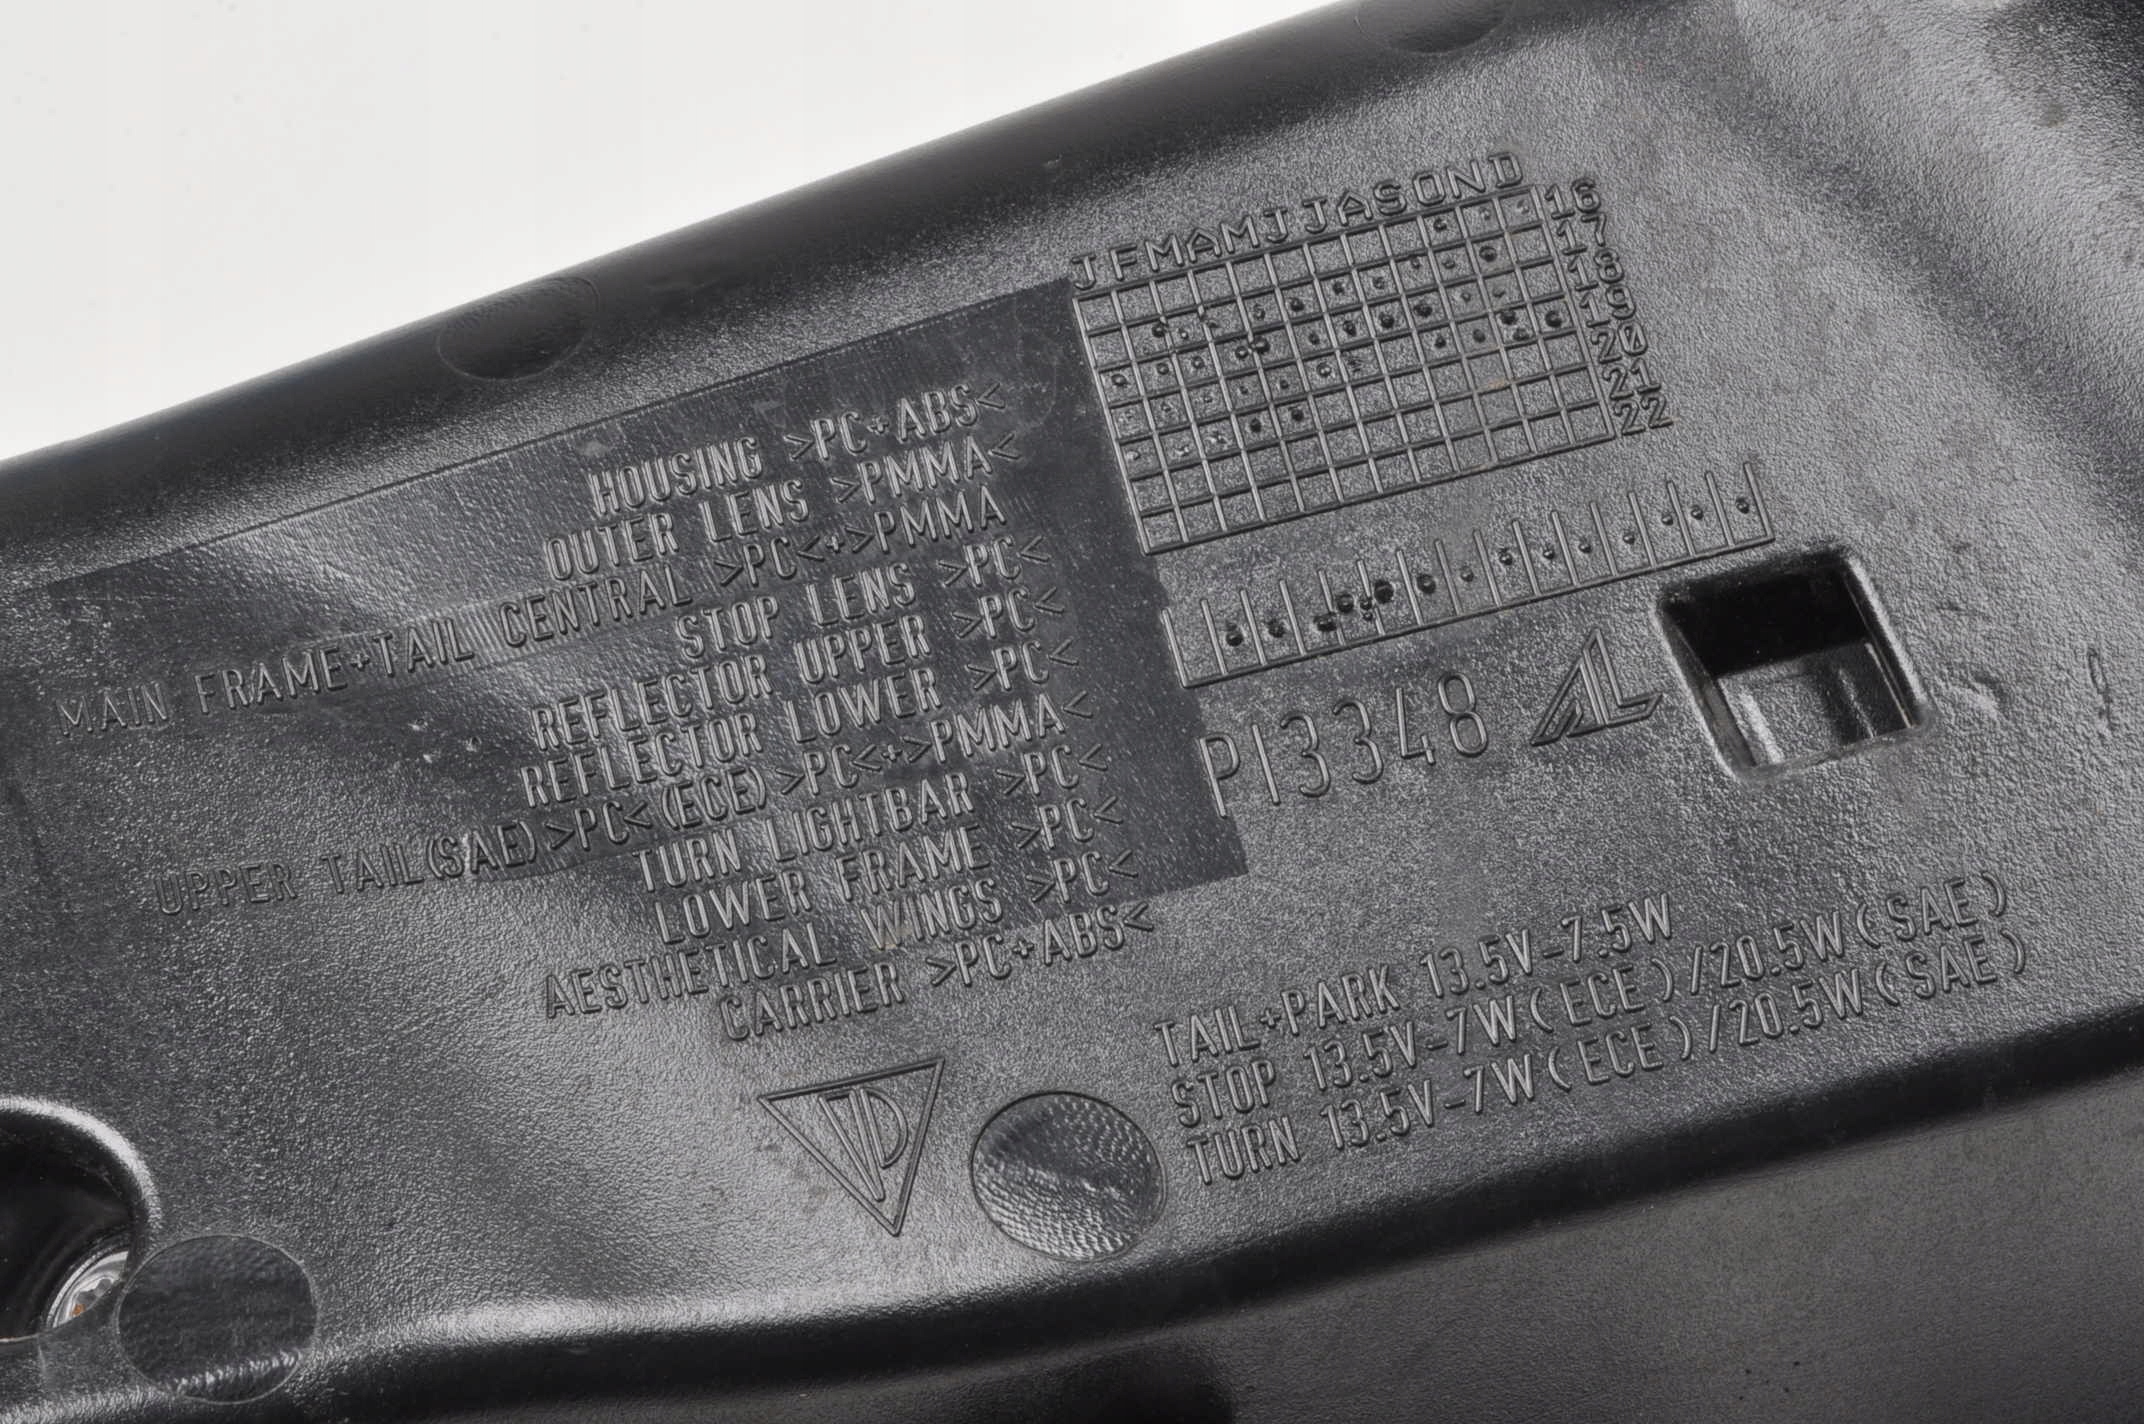 JFMAMJJASOND
16
17
18
19
20
21
22
HOUSING >PC+ABS<
OUTER LENS >PMMA<
MAIN FRAME+TAIL CENTRAL >PC<+>PMMA
STOP LENS >PC<
REFLECTOR UPPER >PC<
REFLECTOR LOWER >PC<
UPPER TAIL(SAE)>PC<(ECE)>PC<+>PMMA<
TURN LIGHTBAR >PC<
LOWER FRAME >PC<
AESTHETICAL WINGS >PC<
CARRIER >PC+ABS<
PI3348 AL
TAIL+PARK 13.5V-7.5W
STOP 13.5V-7W(ECE)/20.5W(SAE)
TURN 13.5V-7W(ECE)/20.5W(SAE)